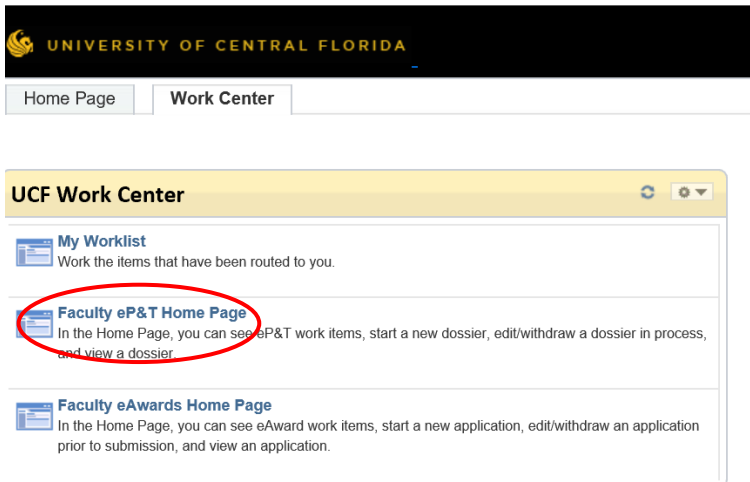 UNIVERSITY OF CENTRAL FLORIDA
Home Page
Work Center
UCF Work Center
My Worklist
Work the items that have been routed to you.
Faculty eP&T Home Page
In the Home Page, you can see eP&T work items, start a new dossier, edit/withdraw a dossier in process,
and view a dossier.
Faculty eAwards Home Page
In the Home Page, you can see eAward work items, start a new application, edit/withdraw an application
prior to submission, and view an application.